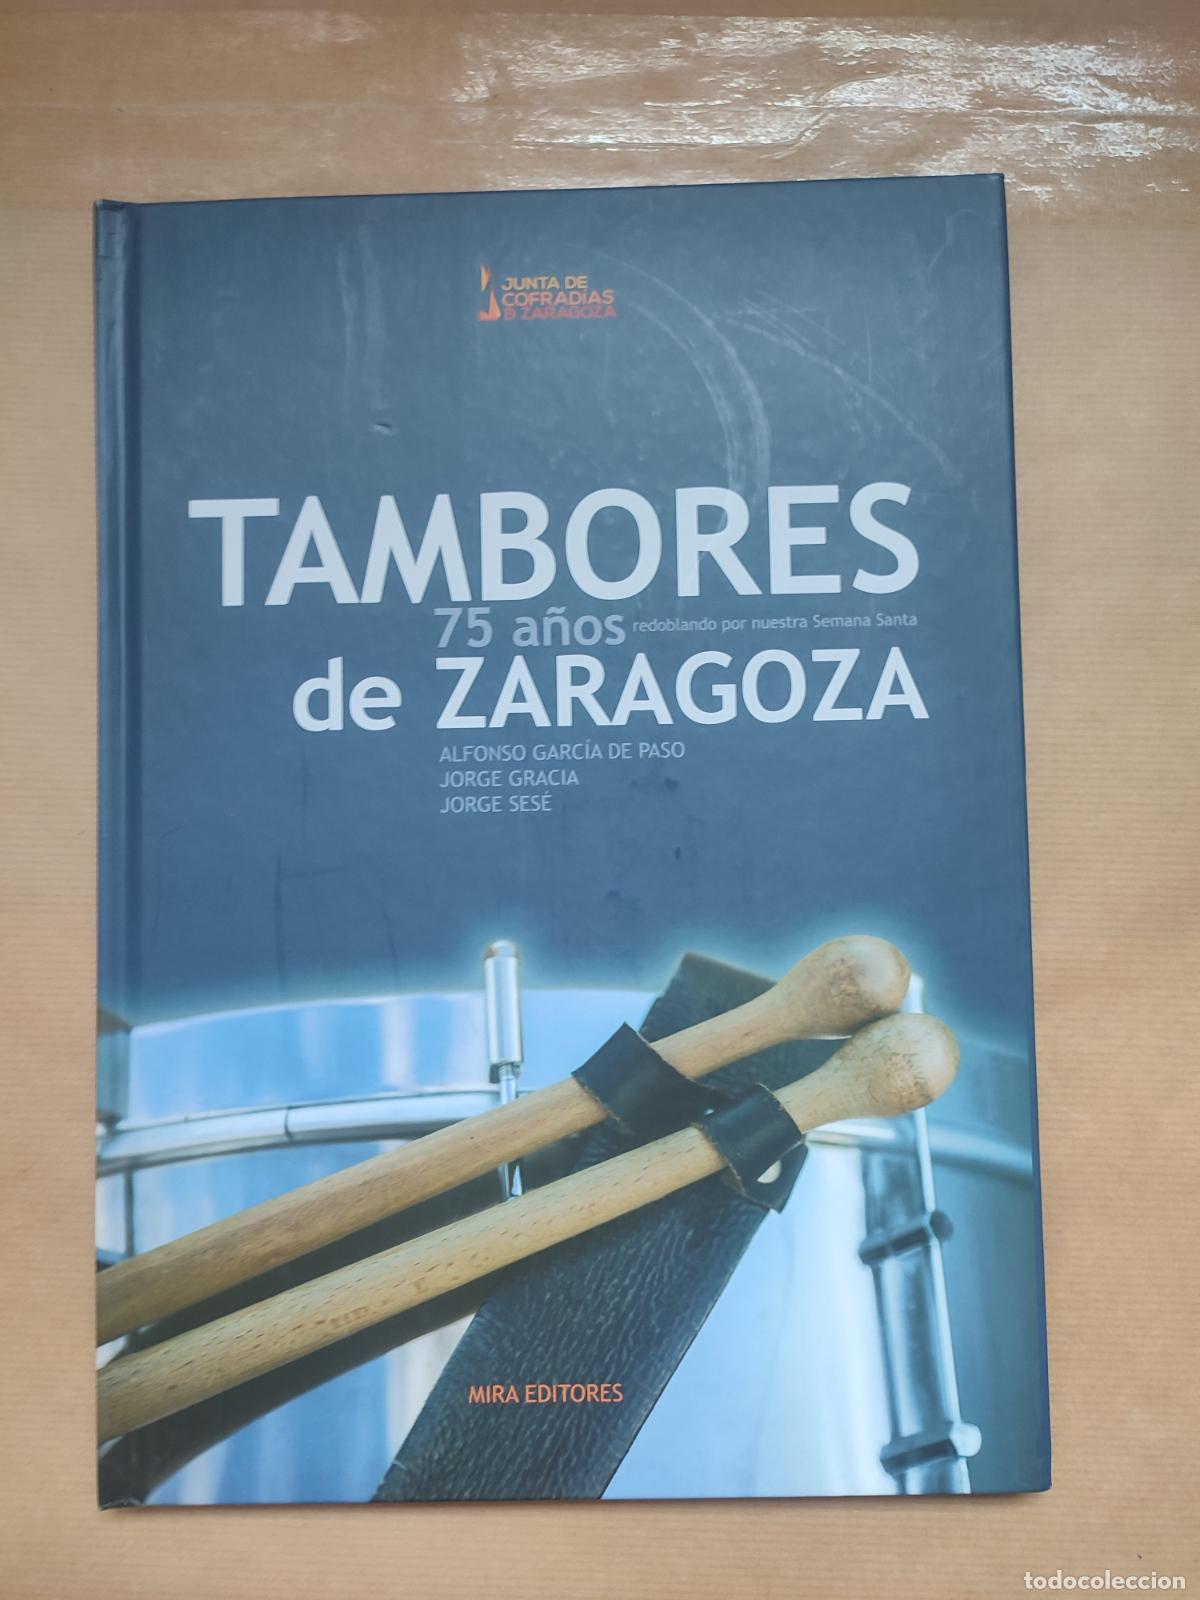 JUNTA DE
COFRADÍAS
D ZARAGOZA
TAMBORES
75 años redoblando por nuestra Semana Santa
de ZARAGOZA
ALFONSO GARCÍA DE PASO
JORGE GRACIA
JORGE SESÉ
MIRA EDITORES
todocoleccion